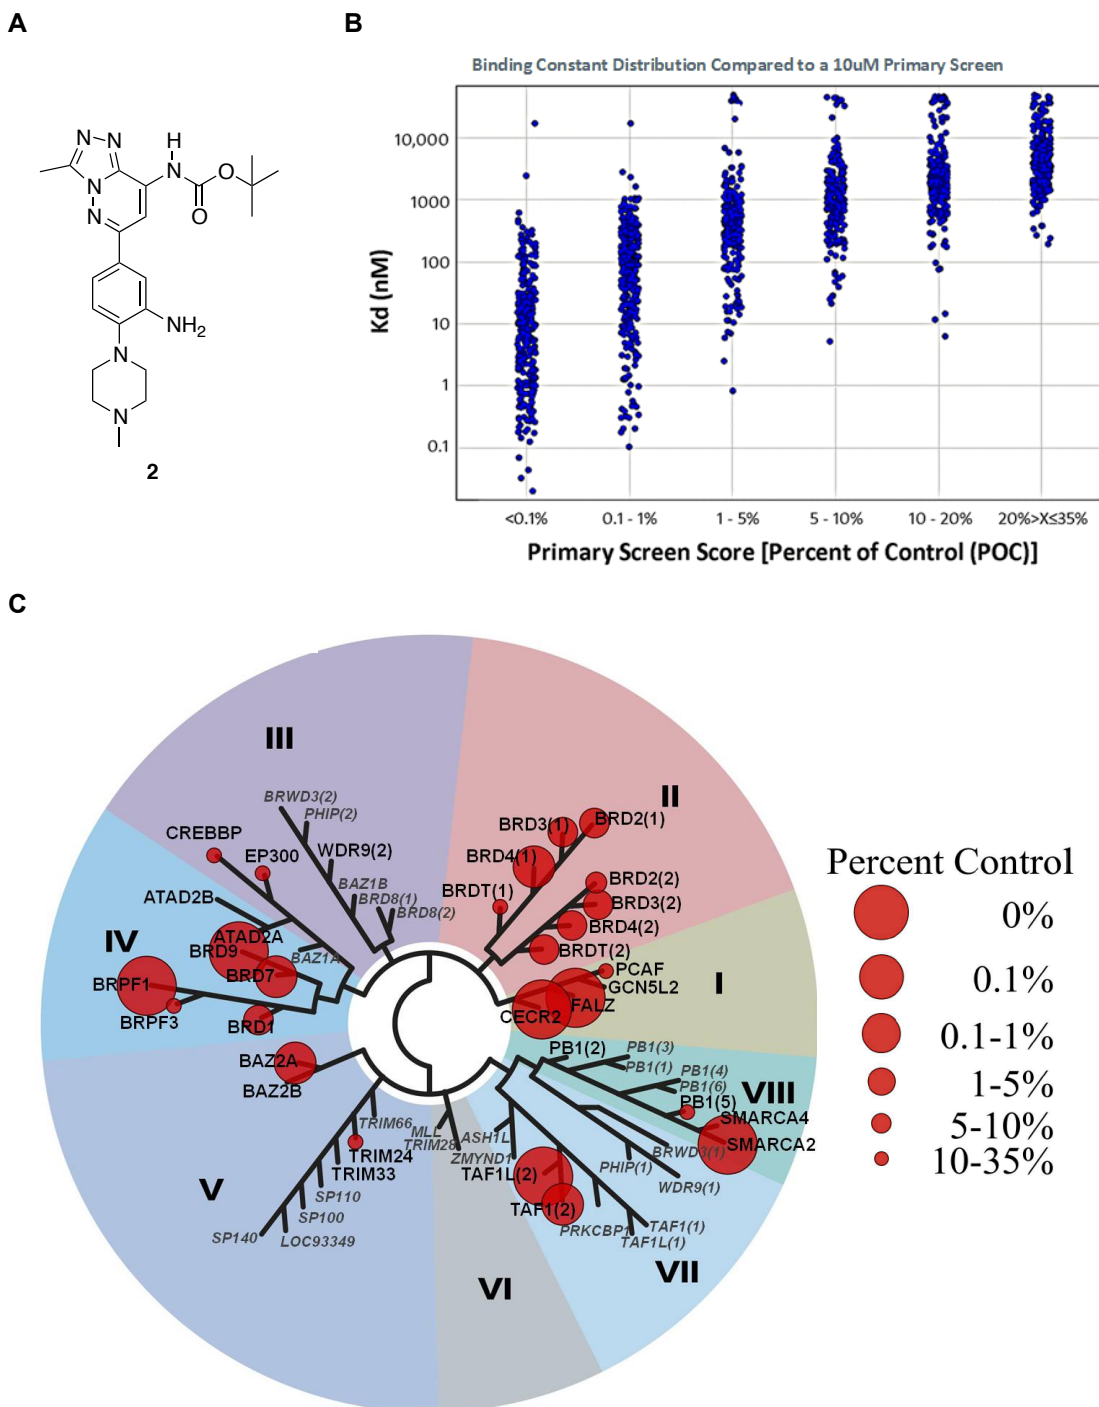 A
B
N
N
H
N
O
N
N
O
NH2
N
N
2
Binding Constant Distribution Compared to a 10uM Primary Screen
Kd (nM)
10,000
1000
100
10
1
0.1
<0.1%
0.1 - 1%
1 - 5%
5 - 10%
10 - 20%
20%>X≤35%
Primary Screen Score [Percent of Control (POC)]
C
III
BRWD3(2)
PHIP(2)
CREBBP
EP300
WDR9(2)
BAZ1B
BRD8(1)
BRD8(2)
ATAD2B
IV
ATAD2A
BRD9
BAZ1A
BRD7
BRPF1
BRPF3
BRD1
II
BRD3(1)
BRD2(1)
BRD4(1)
BRDT(1)
BRD2(2)
BRD3(2)
BRD4(2)
BRDT(2)
I
PCAF
GCN5L2
FALZ
CECR2
BAZ2A
BAZ2B
TRIM66
TRIM24
TRIM33
SP110
SP100
SP140
LOC93349
V
MLL
TRIM28
ASH1L
ZMYND1
TAF1L(2)
TAF1(2)
PRKCBP1
TAF1(1)
TAF1L(1)
VI
VII
PB1(2)
PB1(3)
PB1(1)
PB1(4)
PB1(6)
PB1(5)
VIII
SMARCA4
SMARCA2
BRWD3(1)
PHIP(1)
WDR9(1)
Percent Control
0%
0.1%
0.1-1%
1-5%
5-10%
10-35%